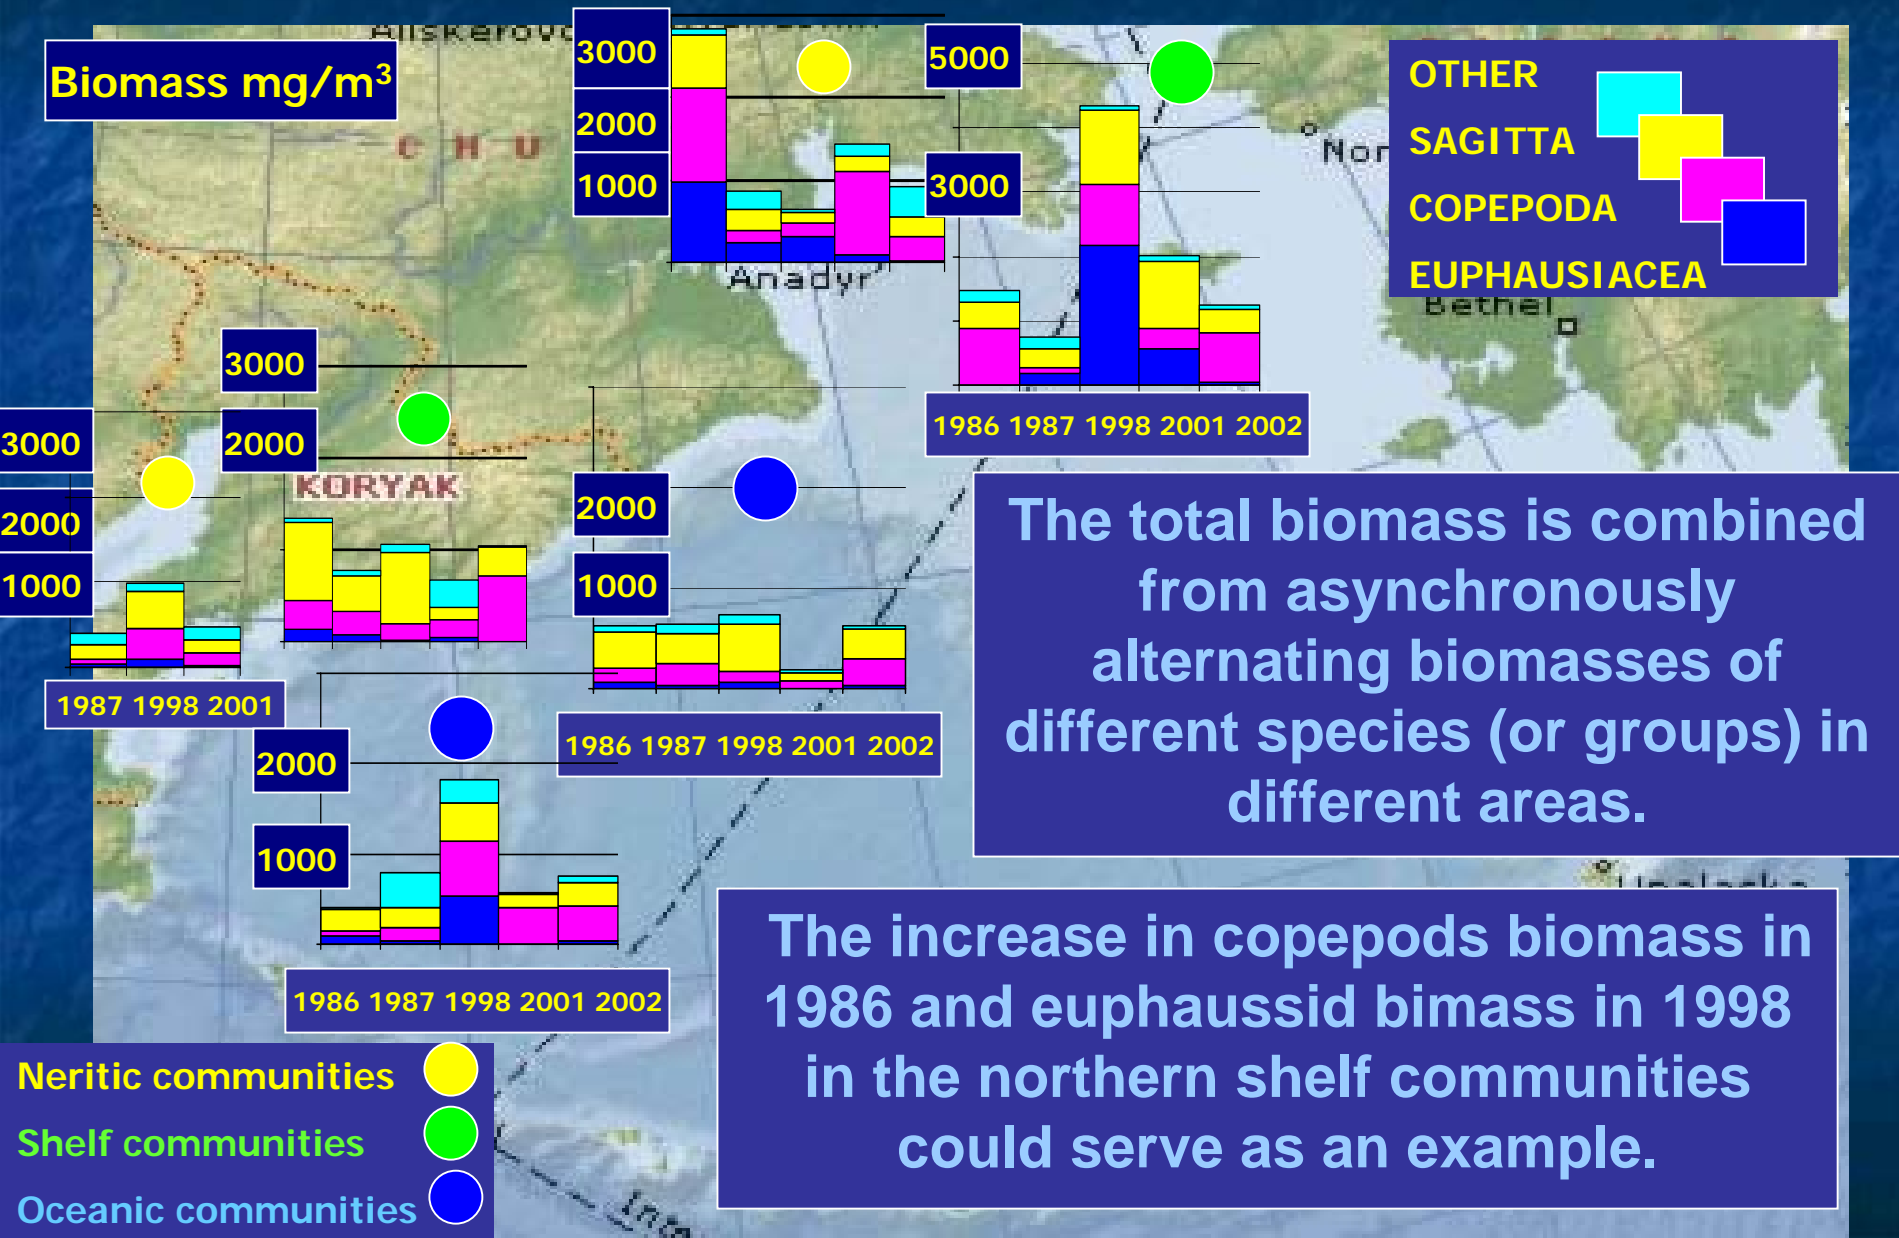 Biomass mg/m³
3000
2000
1000
5000
3000
OTHER
SAGITTA
COPEPODA
EUPHAUSIACEA
C H U
Anadyr'
Bethel
3000
2000
KORYAK
3000
2000
1000
2000
1000
1986 1987 1998 2001 2002
1987 1998 2001
1986 1987 1998 2001 2002
2000
1000
1986 1987 1998 2001 2002
The total biomass is combined
from asynchronously
alternating biomasses of
different species (or groups) in
different areas.
The increase in copepods biomass in
1986 and euphaussid bimass in 1998
in the northern shelf communities
could serve as an example.
Neritic communities
Shelf communities
Oceanic communities